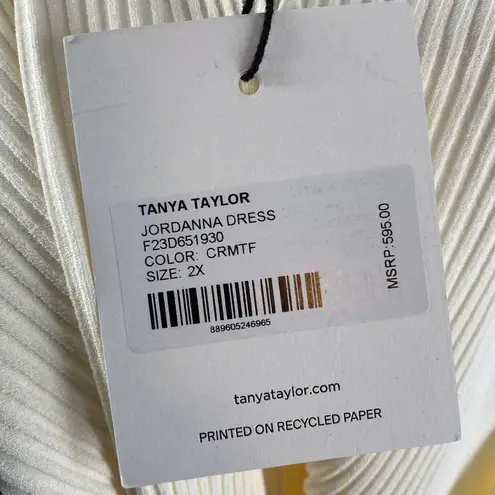 TANYA TAYLOR
JORDANNA DRESS
F23D651930
COLOR: CRMTF
SIZE: 2X
MSRP:595.00
889605246965
tanyataylor.com
PRINTED ON RECYCLED PAPER